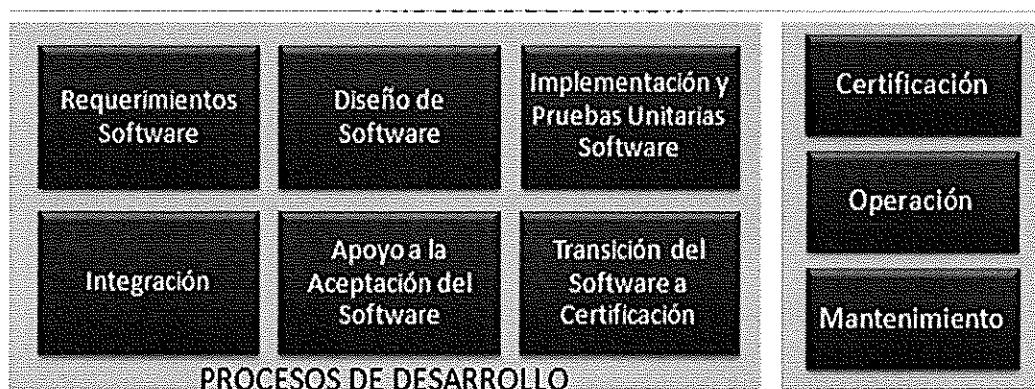 Requerimientos
Software
Diseño de
Software
Implementación y
Pruebas Unitarias
Software
Integración
Apoyo a la
Aceptación del
Software
Transición del
Software a
Certificación
PROCESOS DE DESARROLLO
Certificación
Operación
Mantenimiento